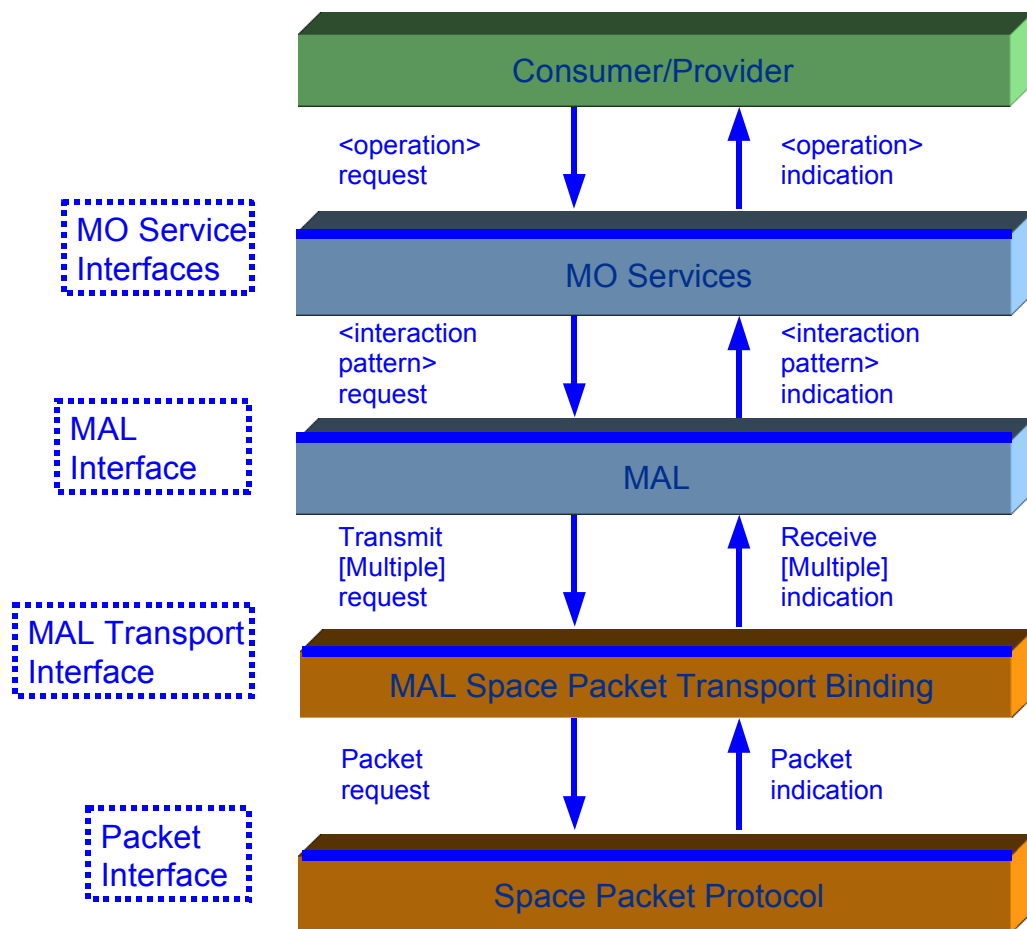 Consumer/Provider
<operation>
request
<operation>
indication
MO Service
Interfaces
MO Services
<interaction
pattern>
request
<interaction
pattern>
indication
MAL
Interface
MAL
Transmit
[Multiple]
request
Receive
[Multiple]
indication
MAL Transport
Interface
MAL Space Packet Transport Binding
Packet
request
Packet
indication
Packet
Interface
Space Packet Protocol